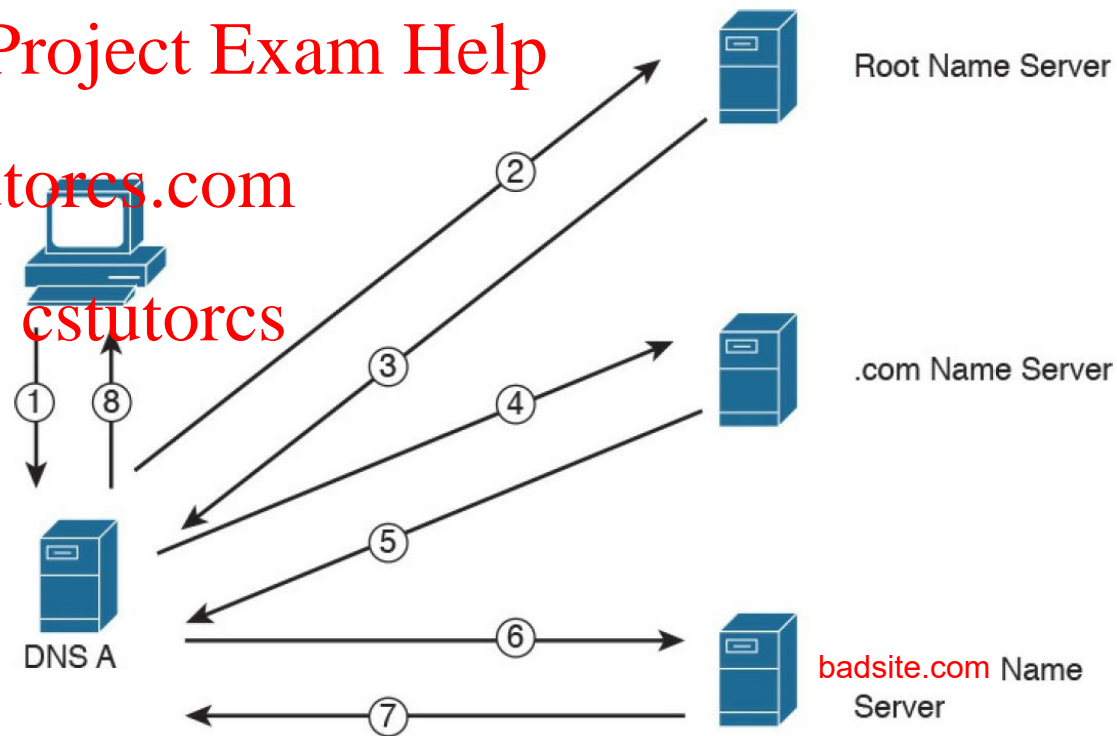 Project Exam Help
Root Name Server
2
torcs.com
cstutorcs
3
.com Name Server
1
8
4
5
DNS A
6
badsite.com Name
Server
7